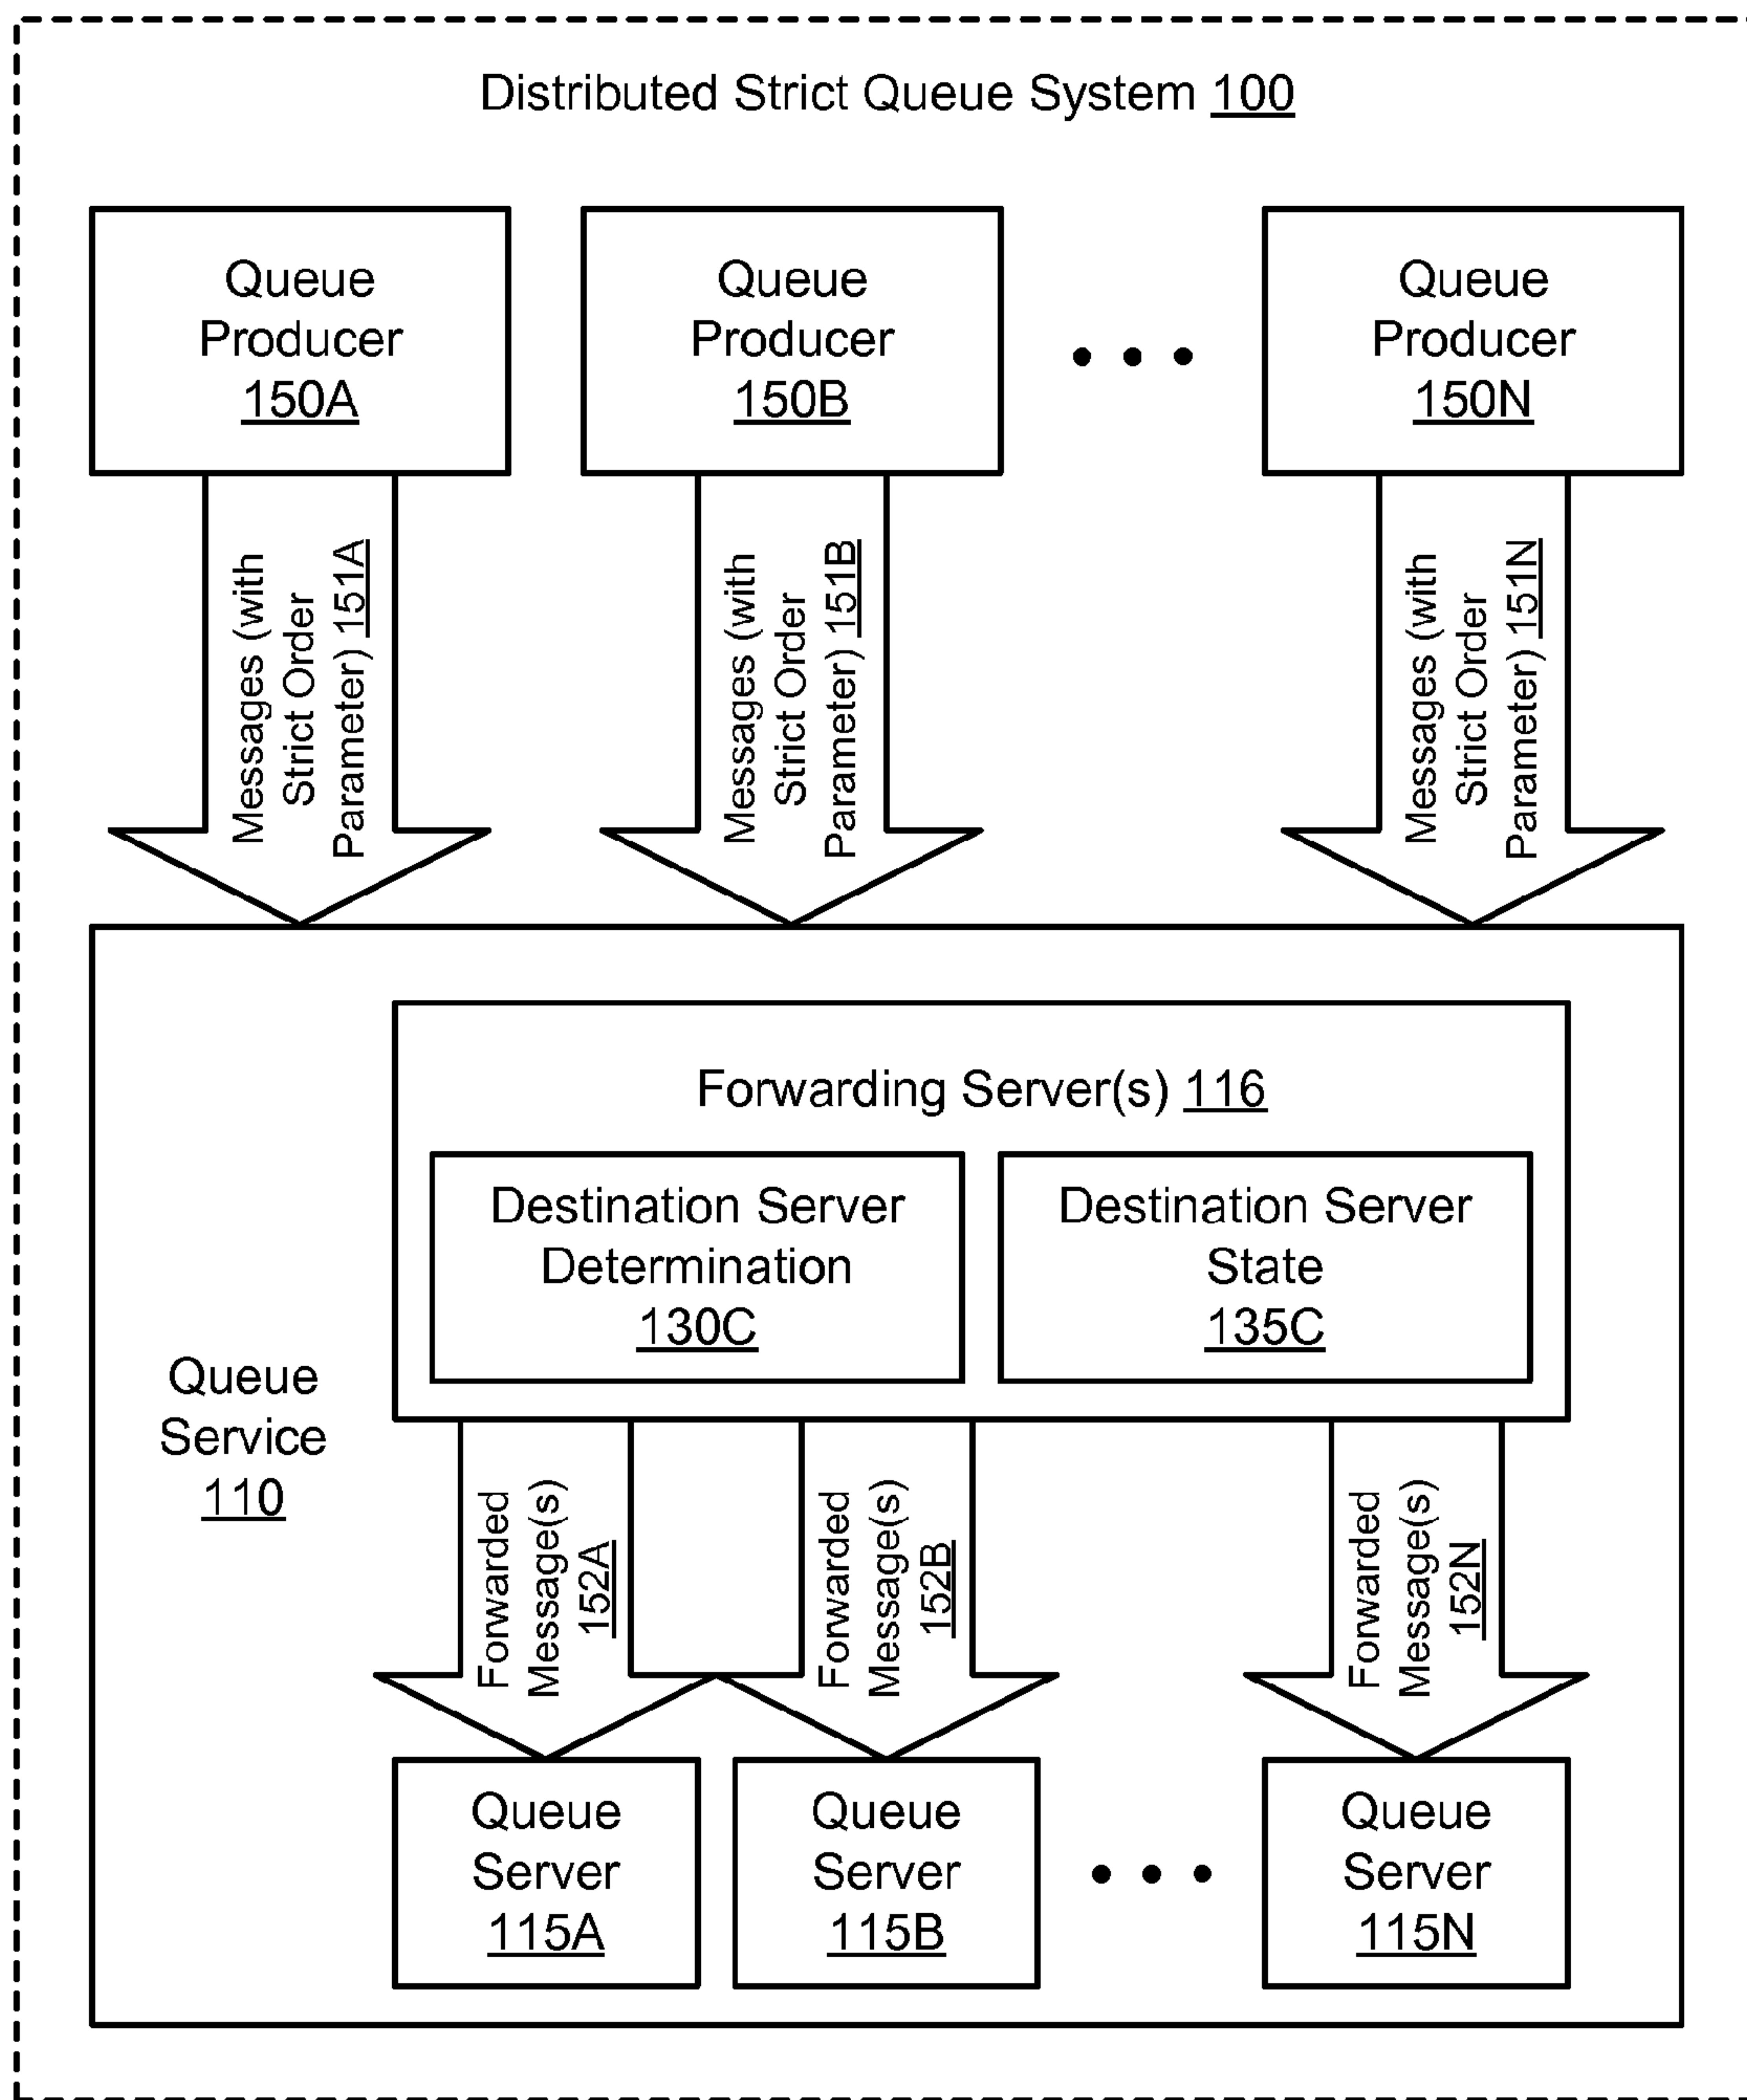 Distributed Strict Queue System 100
Queue
Producer
150A
Queue
Producer
150B
Queue
Producer
150N
Messages (with
Strict Order
Parameter) 151A
Messages (with
Strict Order
Parameter) 151B
Messages (with
Strict Order
Parameter) 151N
Forwarding Server(s) 116
Destination Server
Determination
130C
Destination Server
State
135C
Queue
Service
110
Forwarded
Message(s)
152A
Forwarded
Message(s)
152B
Forwarded
Message(s)
152N
Queue
Server
115A
Queue
Server
115B
Queue
Server
115N